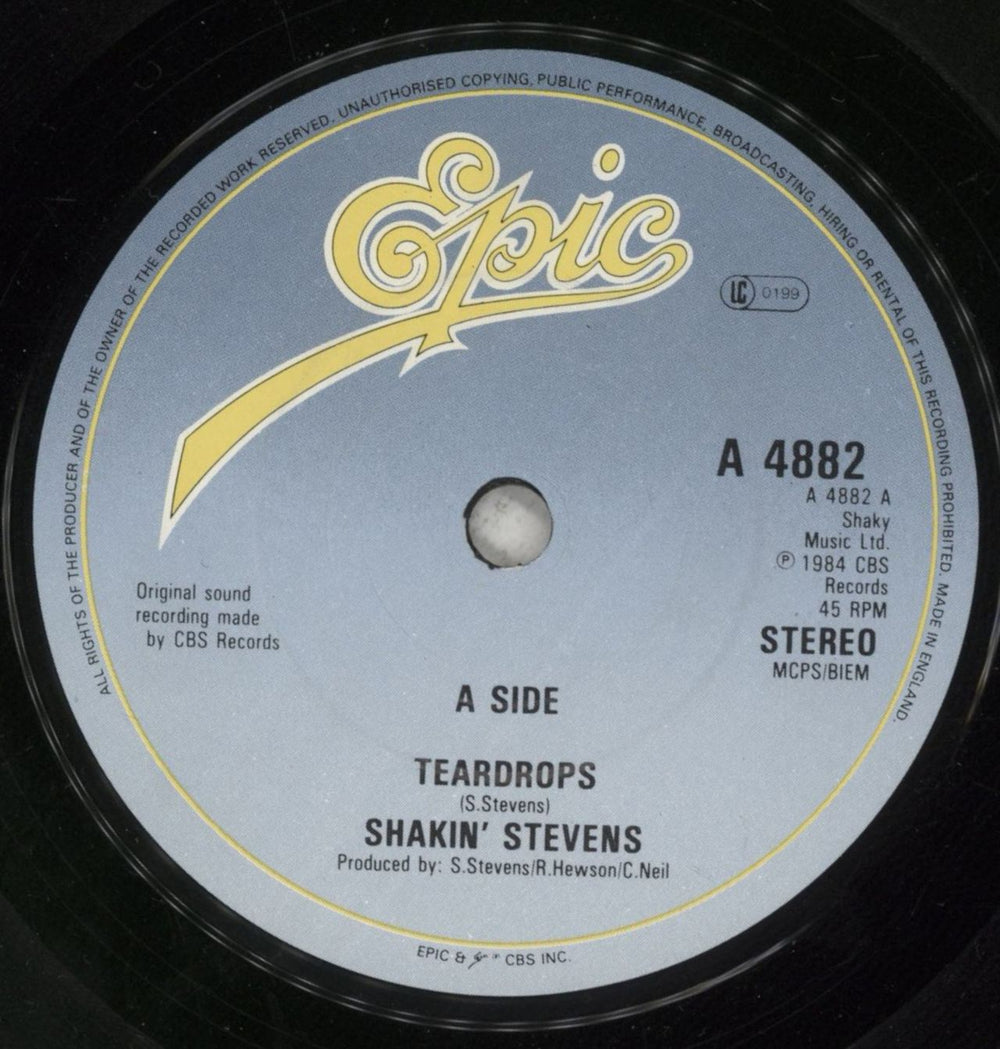 ALL RIGHTS OF THE PRODUCER AND OF THE OWNER OF THE RECORDED WORK RESERVED. UNAUTHORISED COPYING, PUBLIC PERFORMANCE, BROADCASTING, HIRING OR RENTAL OF THIS RECORDING PROHIBITED. MADE IN ENGLAND.
Epic
LC 0199
A 4882
A 4882 A
Shaky
Music Ltd.
℗ 1984 CBS
Records
45 RPM
STEREO
MCPS/BIEM
Original sound
recording made
by CBS Records
A SIDE
TEARDROPS
(S.Stevens)
SHAKIN' STEVENS
Produced by: S.Stevens/R.Hewson/C.Neil
EPIC & Epic CBS INC.